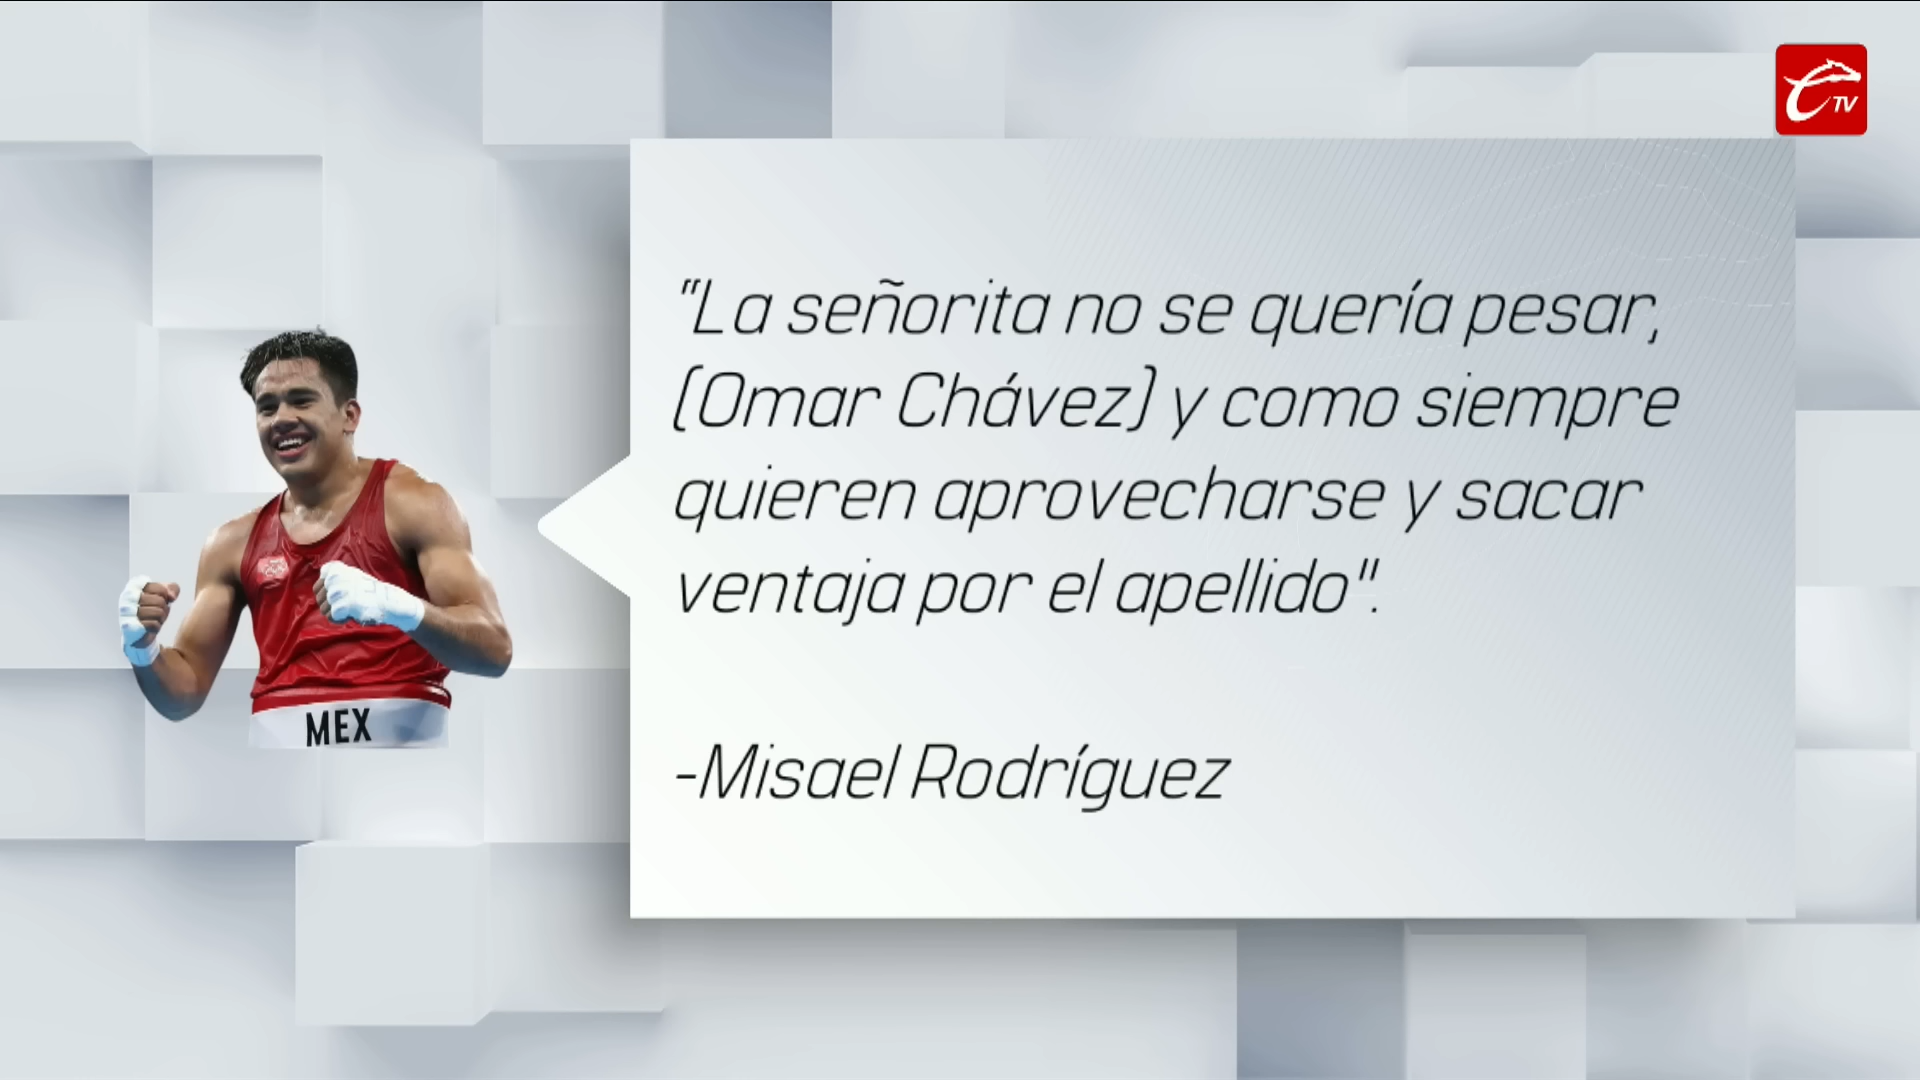 TV
"La señorita no se quería pesar,
(Omar Chávez) y como siempre
quieren aprovecharse y sacar
ventaja por el apellido".
-Misael Rodríguez
MEX